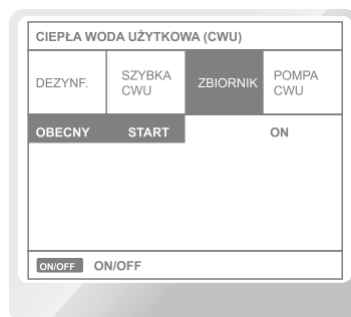 CIEPŁA WODA UŻYTKOWA (CWU)
DEZYNF. SZYBKA CWU ZBIORNIK POMPA CWU
OBECNY START ON
ON/OFF ON/OFF